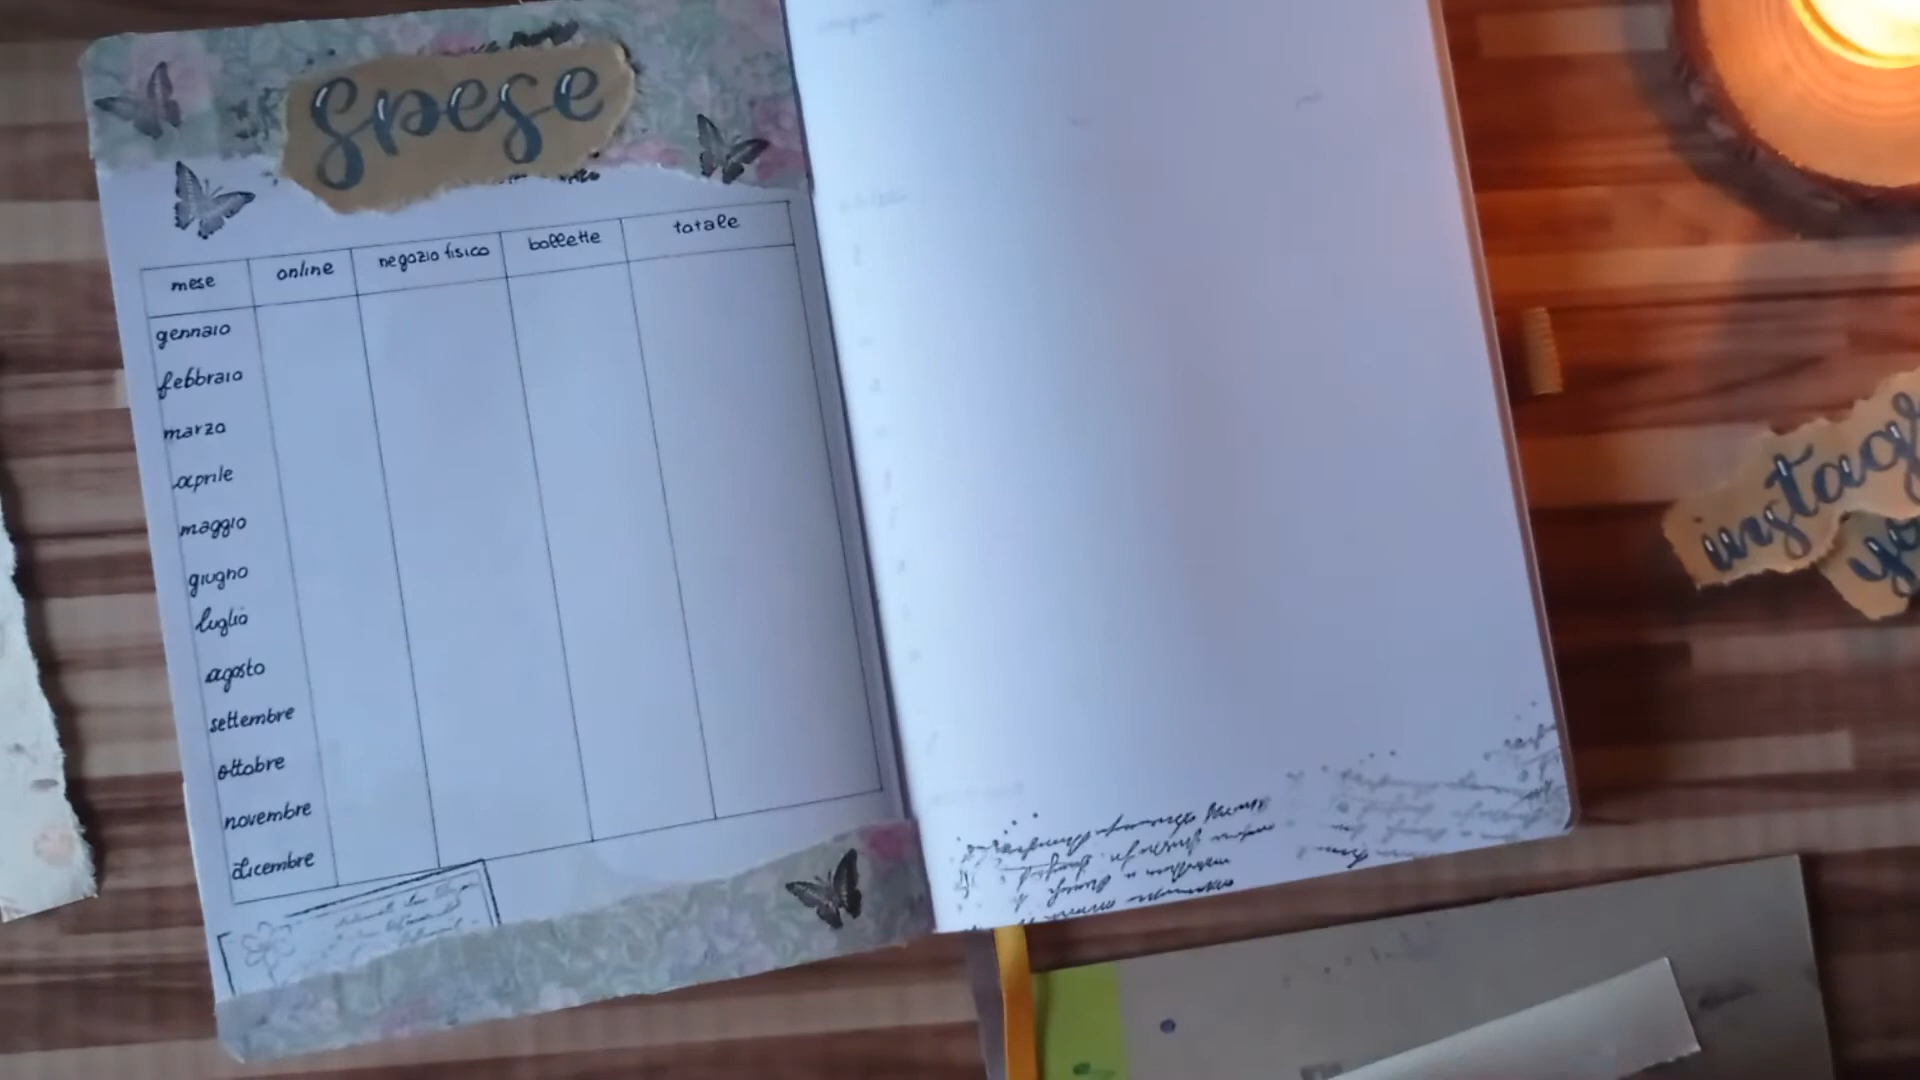 Spese
mese online negozio fisico bollette totale
gennaio
febbraio
marzo
aprile
maggio
giugno
luglio
agosto
settembre
ottobre
novembre
dicembre
instag
yo